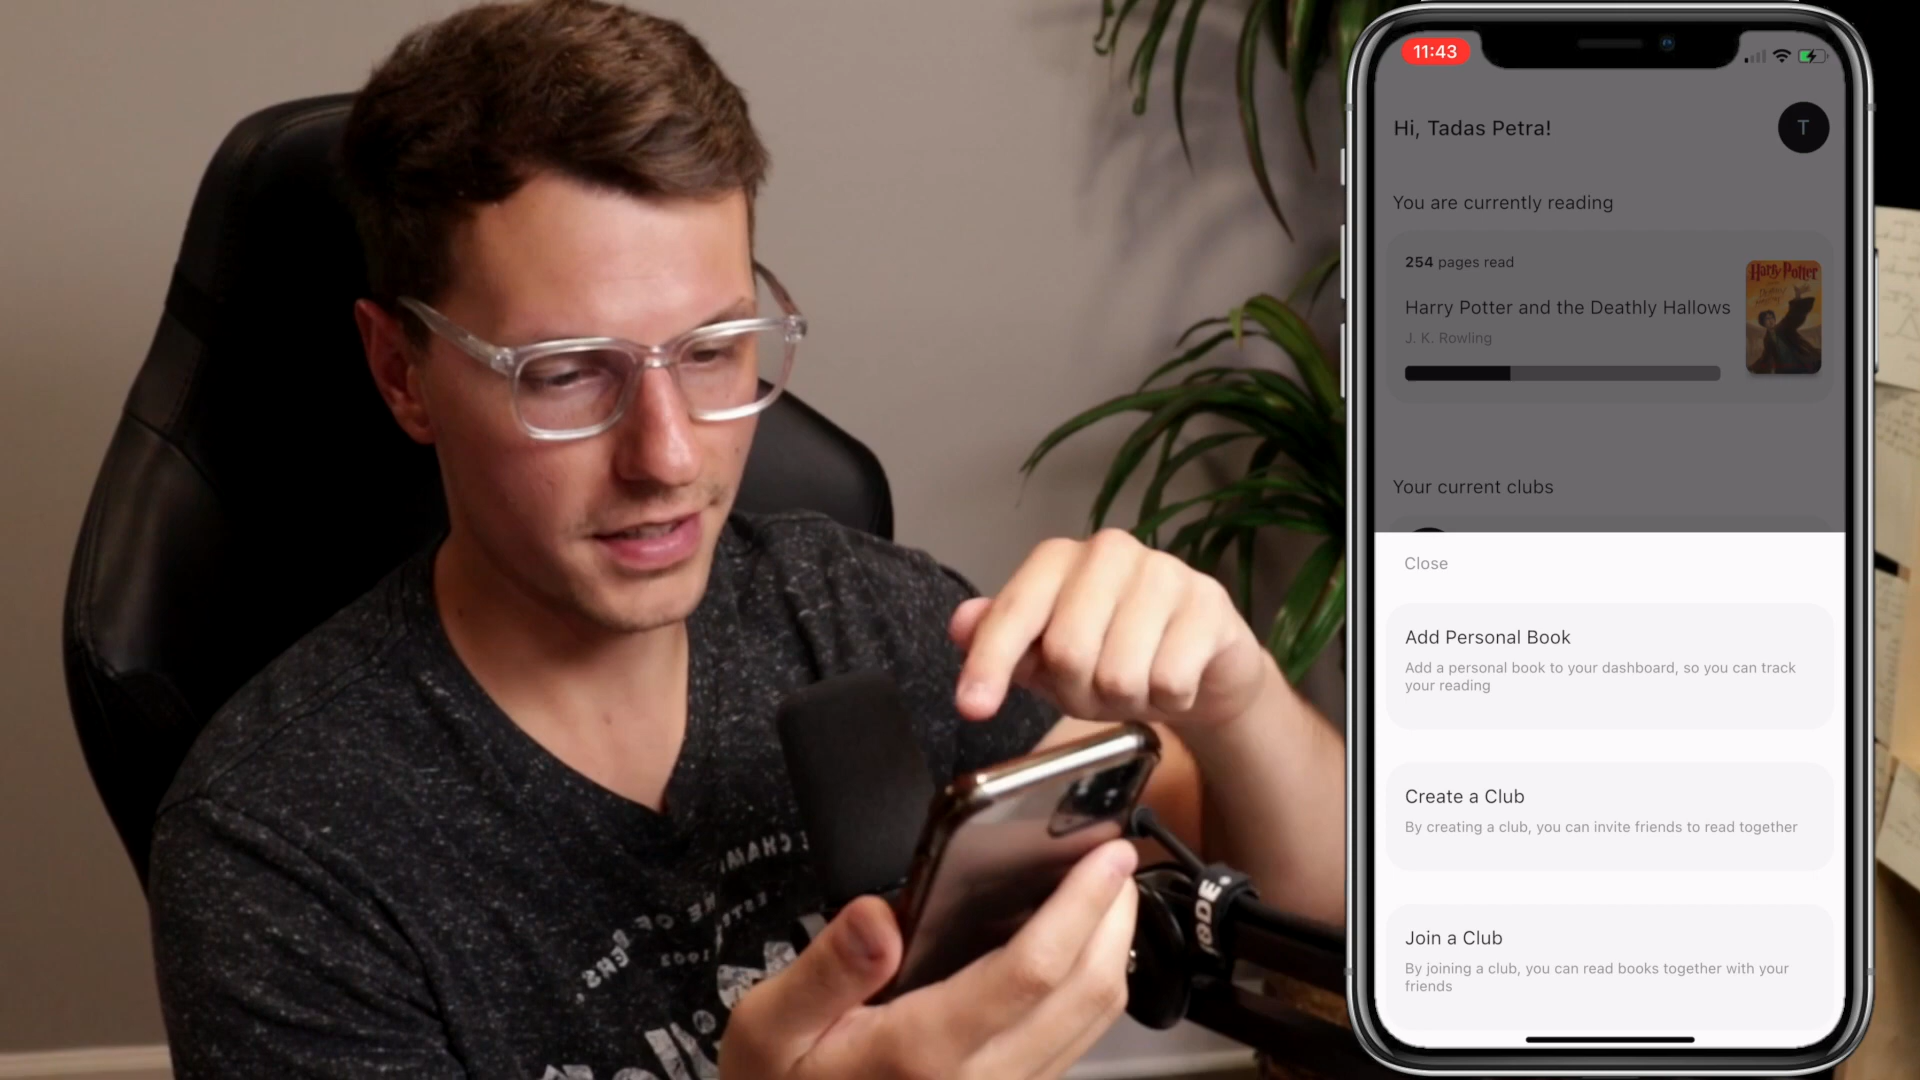 11:43
Hi, Tadas Petra!
T
You are currently reading
254 pages read
Harry Potter
Harry Potter and the Deathly Hallows
J. K. Rowling
Your current clubs
Close
Add Personal Book
Add a personal book to your dashboard, so you can track
your reading
Create a Club
By creating a club, you can invite friends to read together
Join a Club
By joining a club, you can read books together with your
friends
RODE